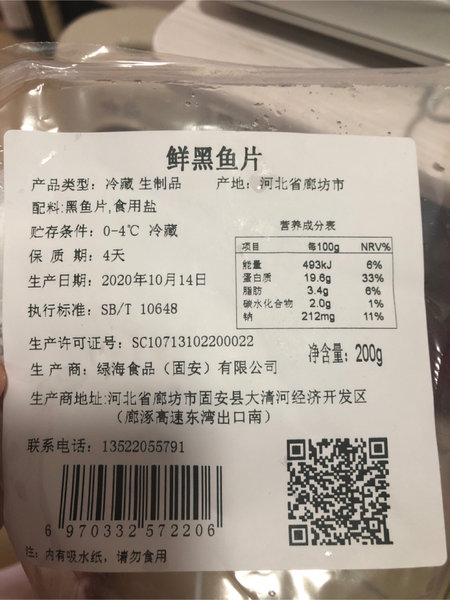 鲜黑鱼片
产品类型：冷藏 生制品 产地：河北省廊坊市
配料:黑鱼片,食用盐
贮存条件：0-4℃ 冷藏
保 质 期：4天
生产日期：2020年10月14日
执行标准：SB/T 10648
营养成分表
项目 每100g NRV%
能量 493kJ 6%
蛋白质 19.6g 33%
脂肪 3.4g 6%
碳水化合物 2.0g 1%
钠 212mg 11%
生产许可证号：SC10713102200022
生 产 商：绿海食品（固安）有限公司
净含量：200g
生产商地址:河北省廊坊市固安县大清河经济开发区
（廊涿高速东湾出口南）
联系电话：13522055791
6 970332 572206
注：内有吸水纸，请勿食用